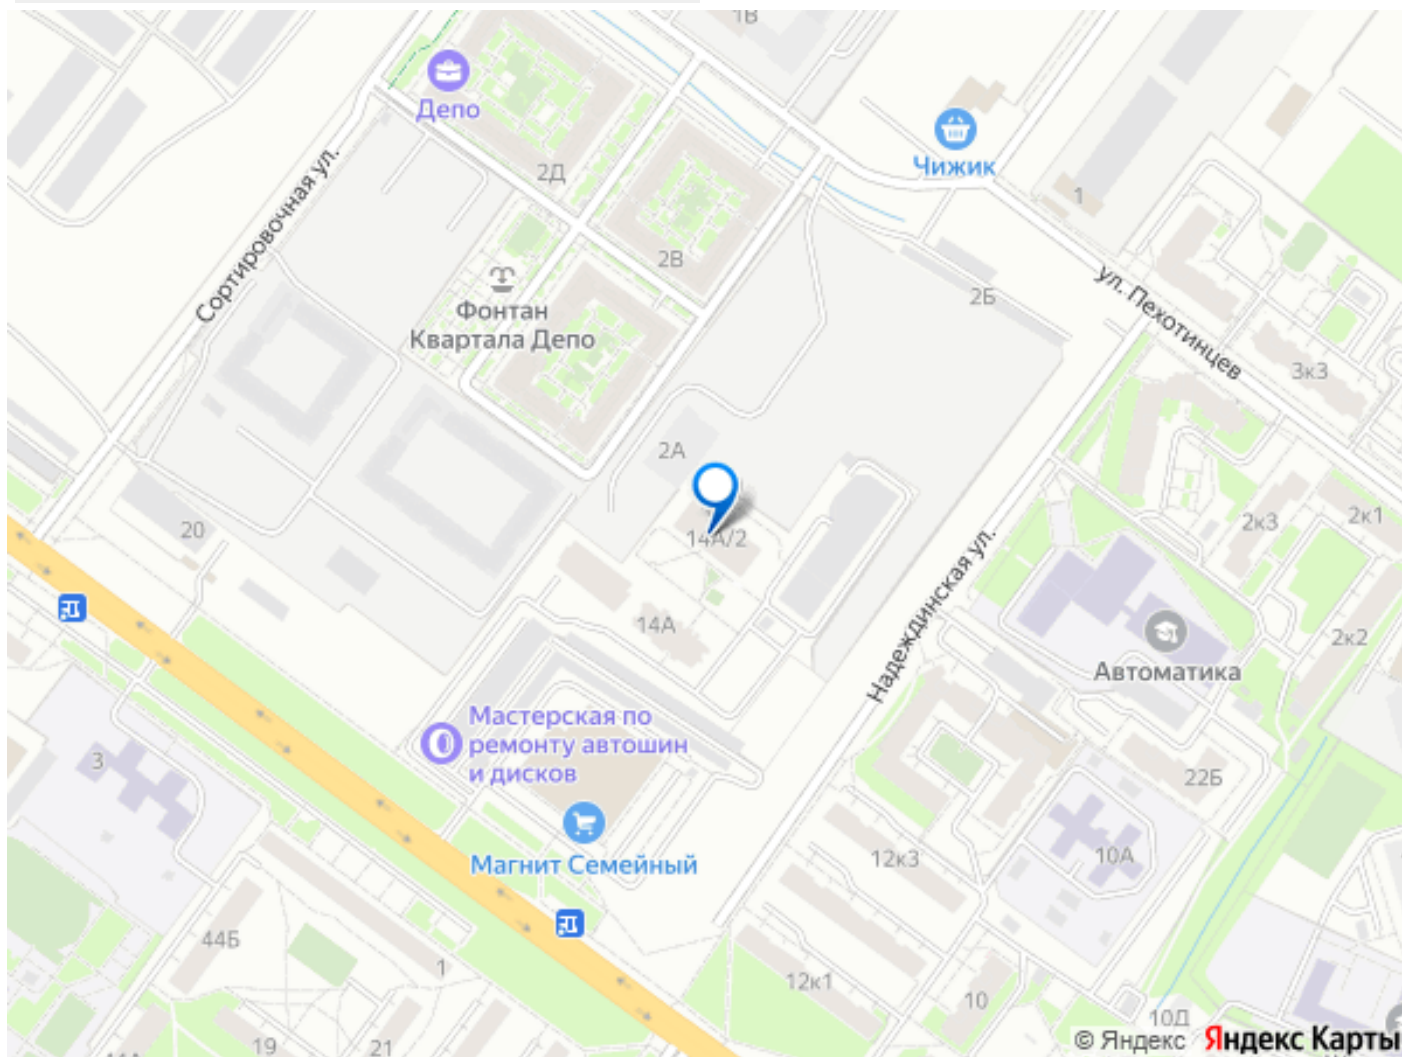 1В
Депо
Чижик
2Д
Сортировочная ул.
1
2В
2Б
ул. Пехотинцев
Фонтан
Квартала Депо
3к3
2А
2к3
2к1
20
14А/2
Надеждинская ул.
14А
2к2
Автоматика
Мастерская по
ремонту автошин
и дисков
3
22Б
Магнит Семейный
12к3
10А
44Б
1
12к1
10
10Д
19
21
© Яндекс Яндекс Карты